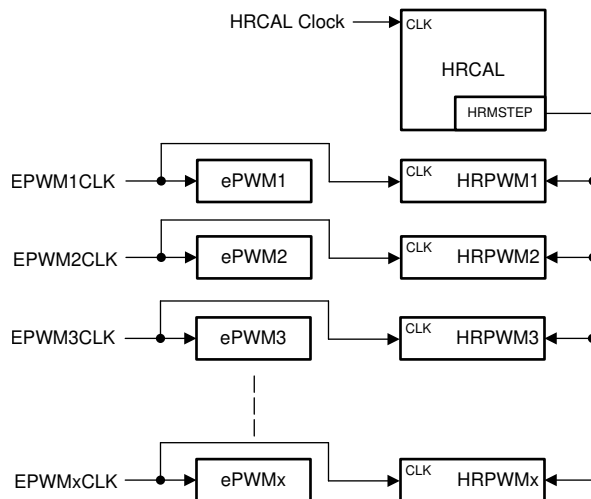 HRCAL Clock
CLK
HRCAL
HRMSTEP
EPWM1CLK
ePWM1
CLK
HRPWM1
EPWM2CLK
ePWM2
CLK
HRPWM2
EPWM3CLK
ePWM3
CLK
HRPWM3
EPWMxCLK
ePWMx
CLK
HRPWMx